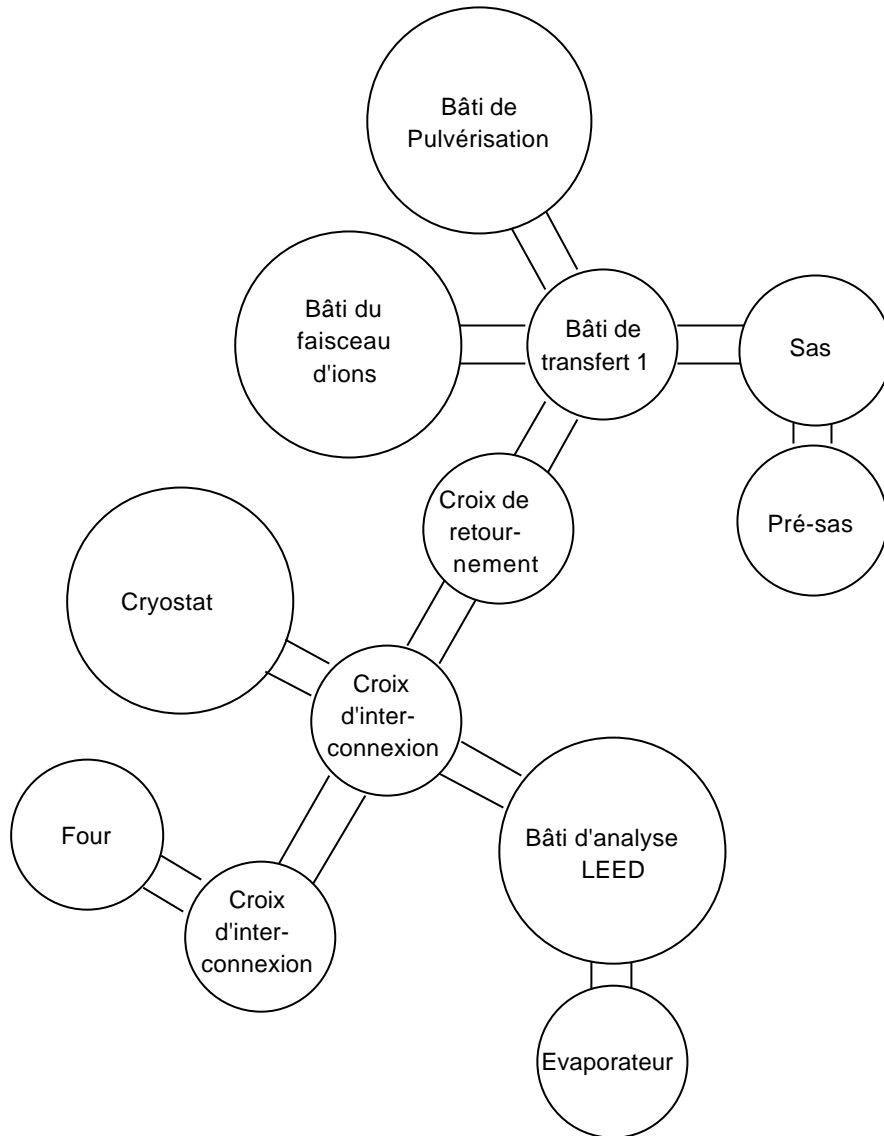 Bâti de
Pulvérisation
Bâti du
faisceau
d'ions
Bâti de
transfert 1
Sas
Croix de
retour-
nement
Pré-sas
Cryostat
Croix
d'inter-
connexion
Four
Bâti d'analyse
LEED
Croix
d'inter-
connexion
Evaporateur